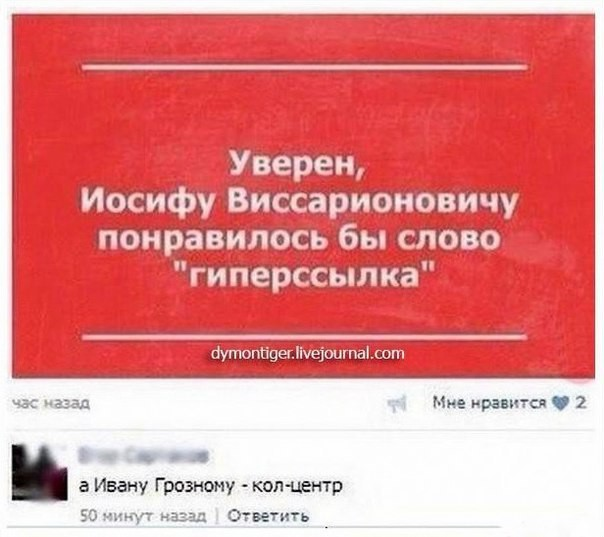 Уверен,
Иосифу Виссарионовичу
понравилось бы слово
"гиперссылка"
dymontiger.livejournal.com
час назад Мне нравится 2
а Ивану Грозному - кол-центр
50 минут назад | Ответить